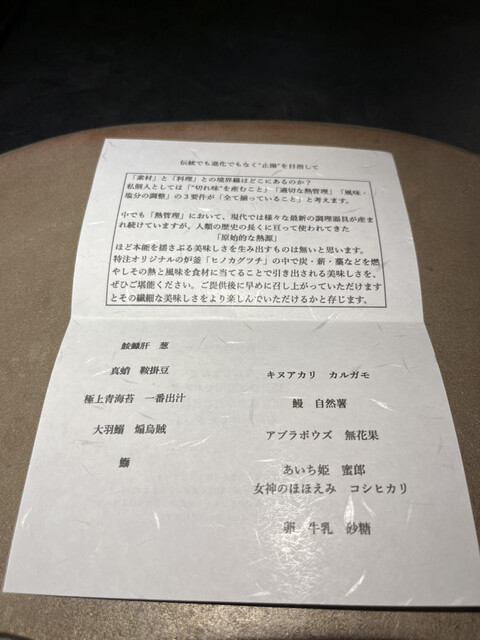 伝統でも進化でもなく“止揚”を目指して
「素材」と「料理」との境界線はどこにあるのか？
私個人としては「“切れ味”を産むこと」「適切な熱管理」「風味・
塩分の調整」の３要件が「全て揃っていること」と考えます。
中でも「熱管理」において、現代では様々な最新の調理器具が産ま
れ続けていますが、人類の歴史の長くに亘って使われてきた
「原始的な熱源」
ほど本能を揺さぶる美味しさを生み出すものは無いと思います。
特注オリジナルの炉釜「ヒノカグツチ」の中で炭・薪・藁などを燃
やしその熱と風味を食材に当てることで引き出される美味しさを、
ぜひご堪能ください。ご提供後に早めに召し上がっていただけます
とその繊細な美味しさをより楽しんでいただけるかと存じます。
鮟鱇肝　葱
真蛸　鞍掛豆
極上青海苔　一番出汁
大羽鰯　煽烏賊
鰤
キヌアカリ　カルガモ
鰻　自然薯
アブラボウズ　無花果
あいち姫　蜜郎
女神のほほえみ　コシヒカリ
卵　牛乳　砂糖